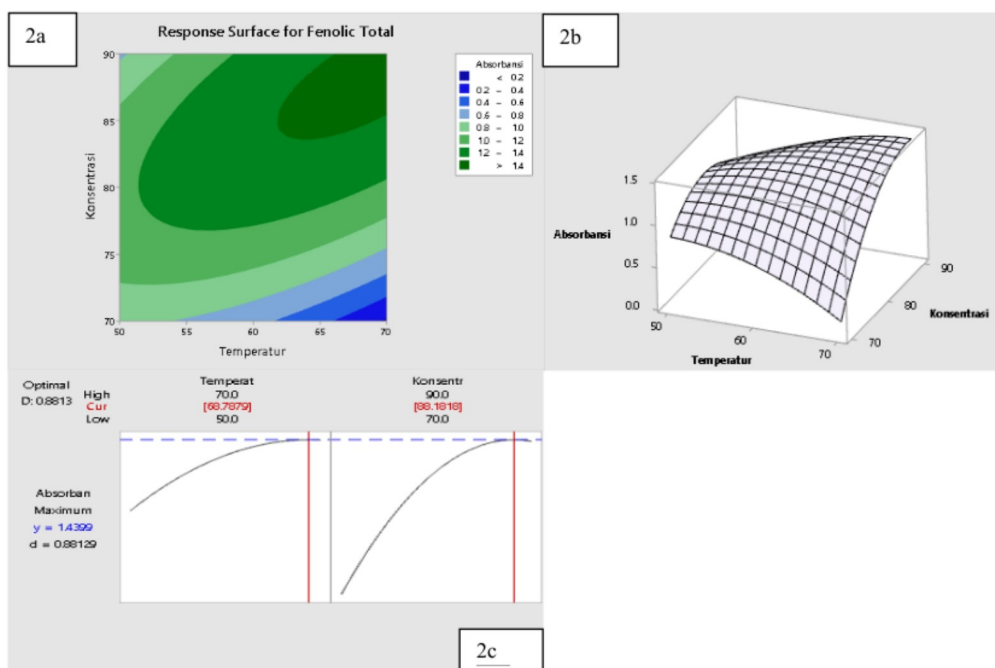 2a
Response Surface for Fenolic Total
90
85
80
75
70
50
55
60
65
70
Konsentrasi
Temperatur
Absorbansi
< 0.2
0.2 – 0.4
0.4 – 0.6
0.6 – 0.8
0.8 – 1.0
1.0 – 1.2
1.2 – 1.4
> 1.4
2b
1.5
1.0
0.5
0.0
Absorbansi
50
60
70
Temperatur
70
80
90
Konsentrasi
Optimal
D: 0.8813
High
Cur
Low
Temperat
70.0
[68.7879]
50.0
Konsentr
90.0
[88.1818]
70.0
Absorban
Maximum
y = 1.4399
d = 0.88129
2c